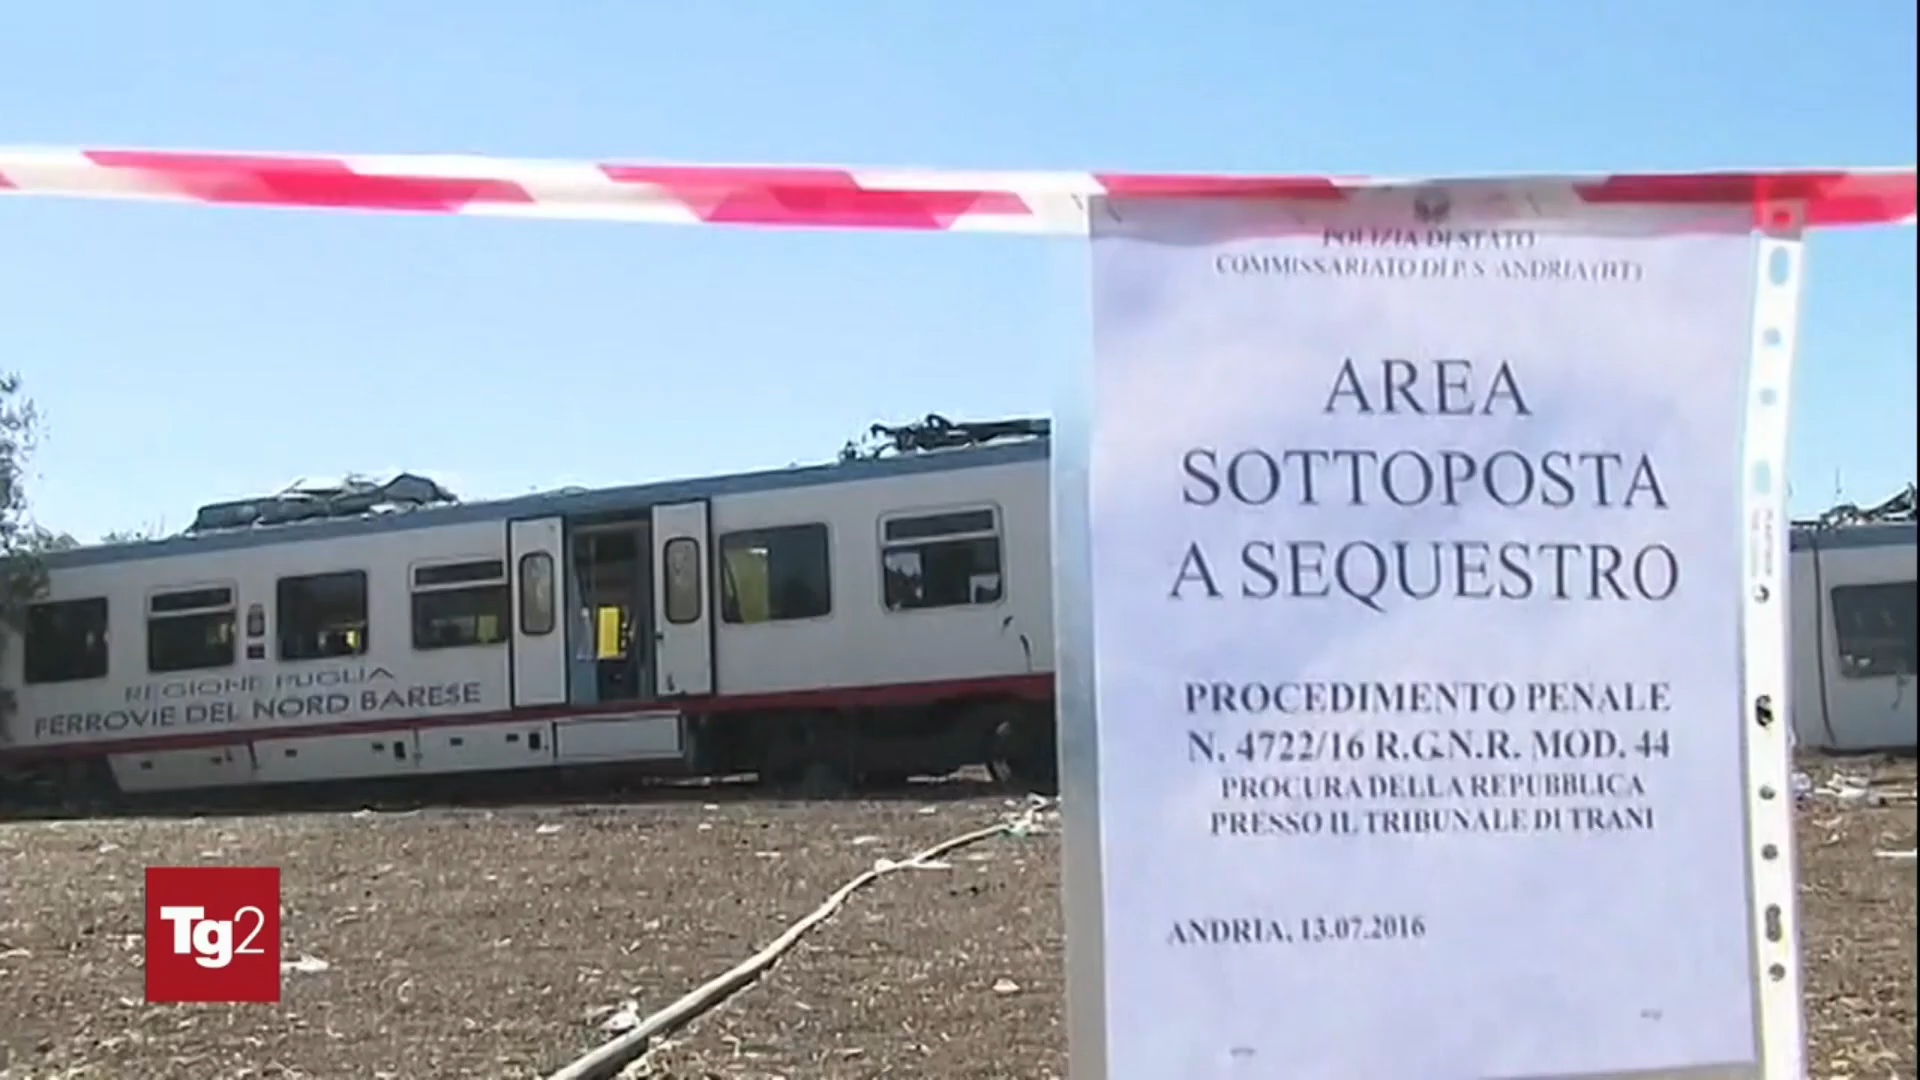 POLIZIA DI STATO
COMMISSARIATO DI P.S. ANDRIA (BT)
AREA
SOTTOPOSTA
A SEQUESTRO
PROCEDIMENTO PENALE
N. 4722/16 R.G.N.R. MOD. 44
PROCURA DELLA REPUBBLICA
PRESSO IL TRIBUNALE DI TRANI
ANDRIA, 13.07.2016
REGIONE PUGLIA
FERROVIE DEL NORD BARESE
Tg2